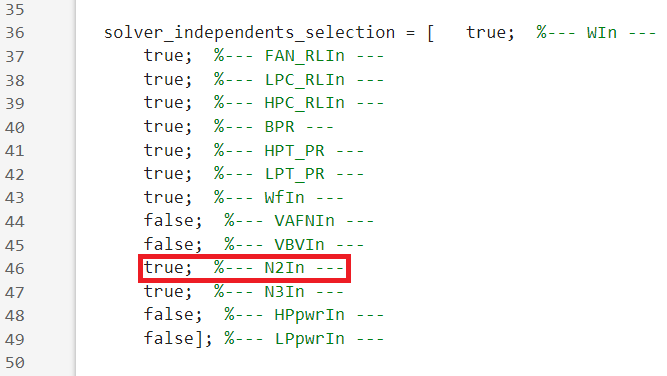 35
36 solver_independents_selection = [ true; %--- WIn ---
37 true; %--- FAN_RLIn ---
38 true; %--- LPC_RLIn ---
39 true; %--- HPC_RLIn ---
40 true; %--- BPR ---
41 true; %--- HPT_PR ---
42 true; %--- LPT_PR ---
43 true; %--- WfIn ---
44 false; %--- VAFNIn ---
45 false; %--- VBVIn ---
46 true; %--- N2In ---
47 true; %--- N3In ---
48 false; %--- HPpwrIn ---
49 false]; %--- LPpwrIn ---
50